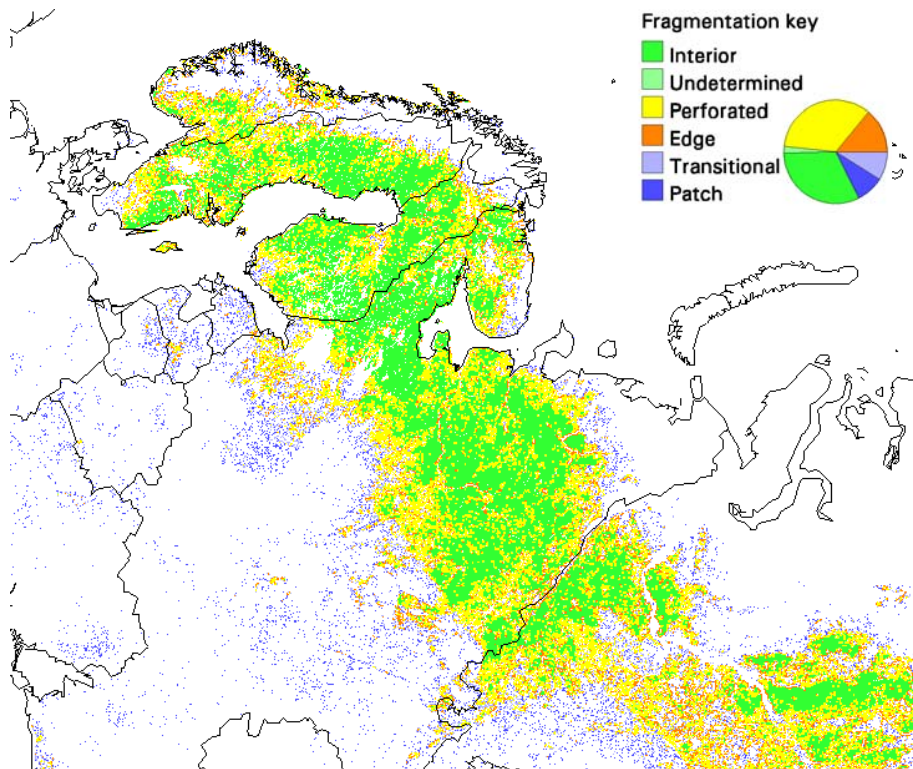 Fragmentation key
Interior
Undetermined
Perforated
Edge
Transitional
Patch